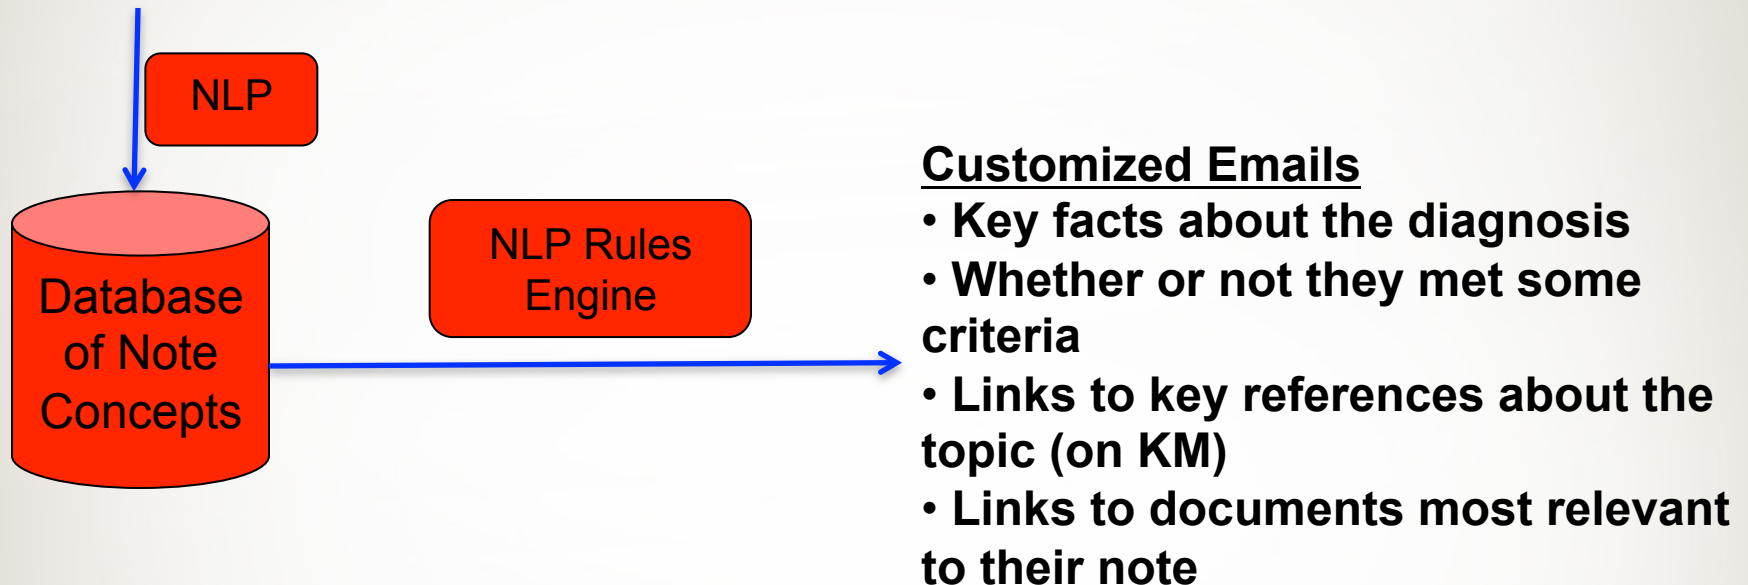 NLP
Database
of Note
Concepts
NLP Rules
Engine
Customized Emails
• Key facts about the diagnosis
• Whether or not they met some
criteria
• Links to key references about the
topic (on KM)
• Links to documents most relevant
to their note